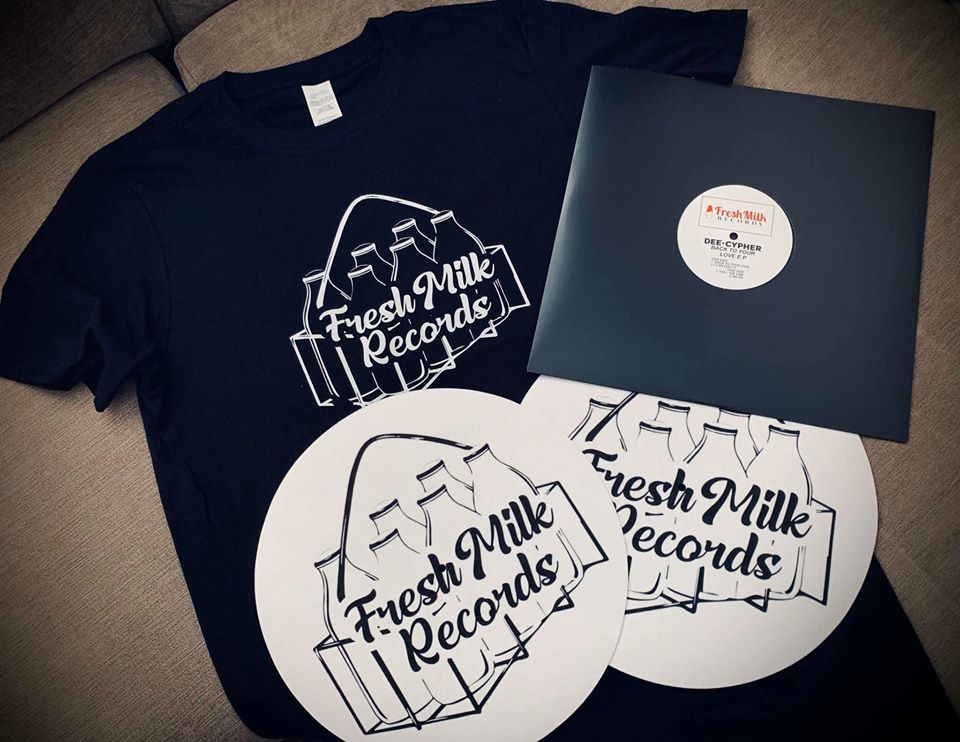 Fresh Milk
Records
Fresh Milk
RECORDS
DEE-CYPHER
BACK TO YOUR
LOVE E.P
Fresh Milk
Records
Fresh Milk
Records